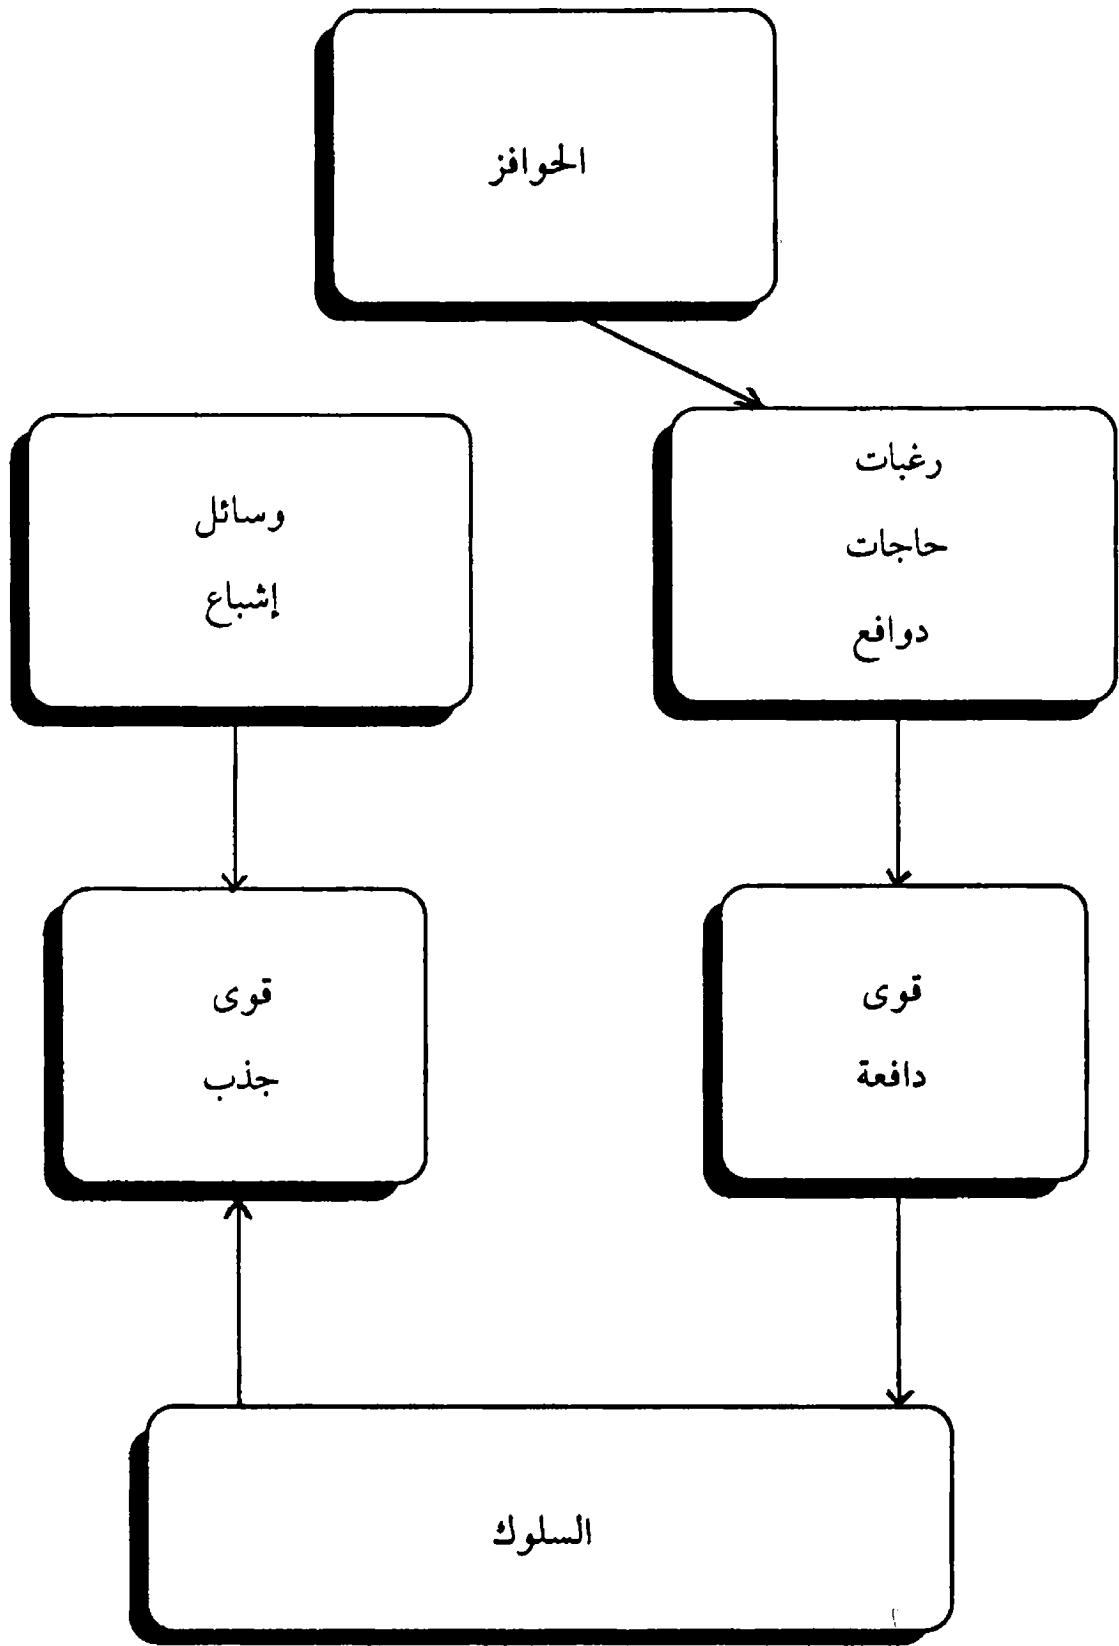 الحوافز
رغبات
حاجات
دوافع
وسائل
إشباع
قوى
دافعة
قوى
جذب
السلوك